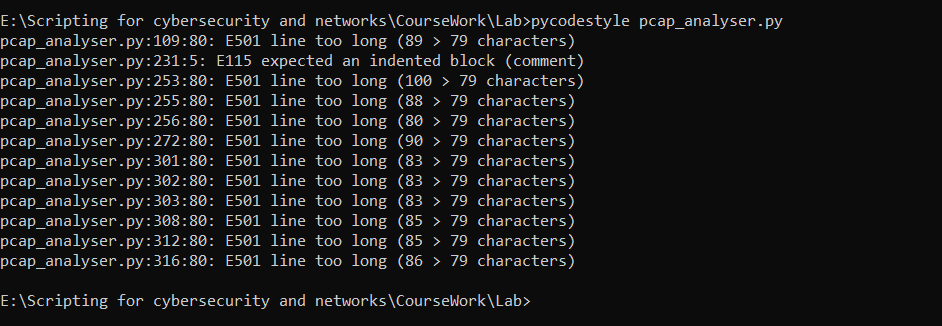 E:\Scripting for cybersecurity and networks\CourseWork\Lab>pycodestyle pcap_analyser.py
pcap_analyser.py:109:80: E501 line too long (89 > 79 characters)
pcap_analyser.py:231:5: E115 expected an indented block (comment)
pcap_analyser.py:253:80: E501 line too long (100 > 79 characters)
pcap_analyser.py:255:80: E501 line too long (88 > 79 characters)
pcap_analyser.py:256:80: E501 line too long (80 > 79 characters)
pcap_analyser.py:272:80: E501 line too long (90 > 79 characters)
pcap_analyser.py:301:80: E501 line too long (83 > 79 characters)
pcap_analyser.py:302:80: E501 line too long (83 > 79 characters)
pcap_analyser.py:303:80: E501 line too long (83 > 79 characters)
pcap_analyser.py:308:80: E501 line too long (85 > 79 characters)
pcap_analyser.py:312:80: E501 line too long (85 > 79 characters)
pcap_analyser.py:316:80: E501 line too long (86 > 79 characters)
E:\Scripting for cybersecurity and networks\CourseWork\Lab>